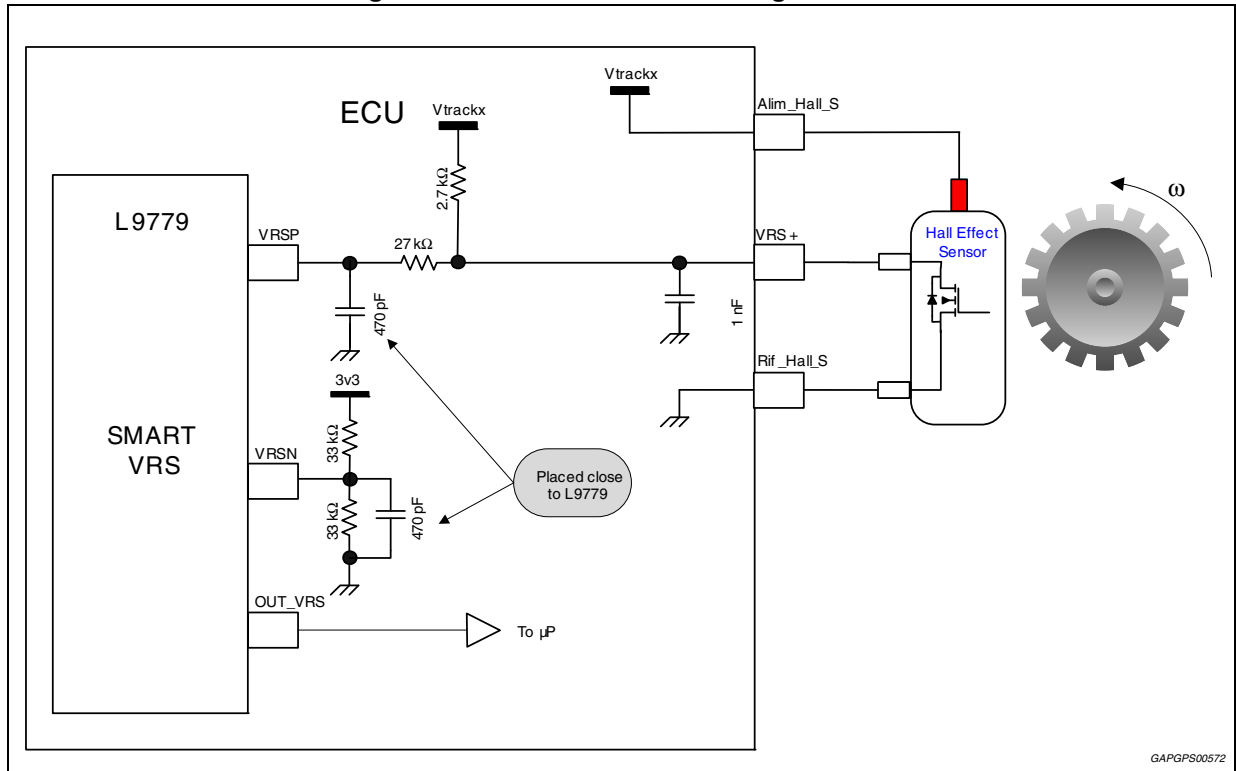 ECU
Vtrackx
Vtrackx
Alim_Hall_S
L9779
2.7 kΩ
ω
VRSP
27 kΩ
VRS +
Hall Effect
Sensor
470 pF
1 nF
3v3
Rif_Hall_S
SMART
VRS
33 kΩ
VRSN
Placed close
to L9779
33 kΩ
470 pF
OUT_VRS
To µP
GAPGPS00572